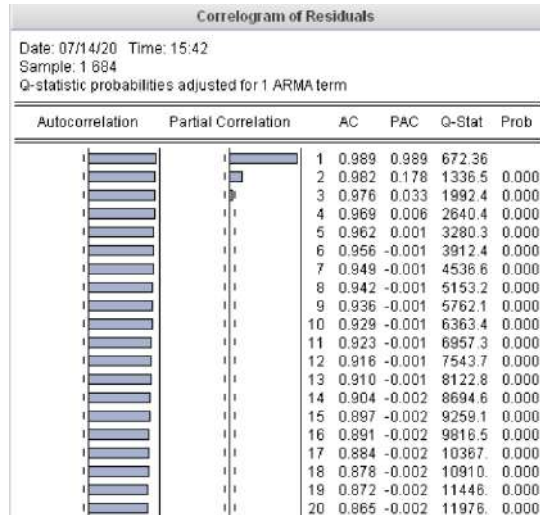 Correlogram of Residuals
Date: 07/14/20 Time: 15:42
Sample: 1 684
Q-statistic probabilities adjusted for 1 ARMA term
Autocorrelation Partial Correlation AC PAC Q-Stat Prob
1 0.989 0.989 672.36
2 0.982 0.178 1336.5 0.000
3 0.976 0.033 1992.4 0.000
4 0.969 0.006 2640.4 0.000
5 0.962 0.001 3280.3 0.000
6 0.956 -0.001 3912.4 0.000
7 0.949 -0.001 4536.6 0.000
8 0.942 -0.001 5153.2 0.000
9 0.936 -0.001 5762.1 0.000
10 0.929 -0.001 6363.4 0.000
11 0.923 -0.001 6957.3 0.000
12 0.916 -0.001 7543.7 0.000
13 0.910 -0.001 8122.8 0.000
14 0.904 -0.002 8694.6 0.000
15 0.897 -0.002 9259.1 0.000
16 0.891 -0.002 9816.5 0.000
17 0.884 -0.002 10367. 0.000
18 0.878 -0.002 10910. 0.000
19 0.872 -0.002 11446. 0.000
20 0.865 -0.002 11976. 0.000